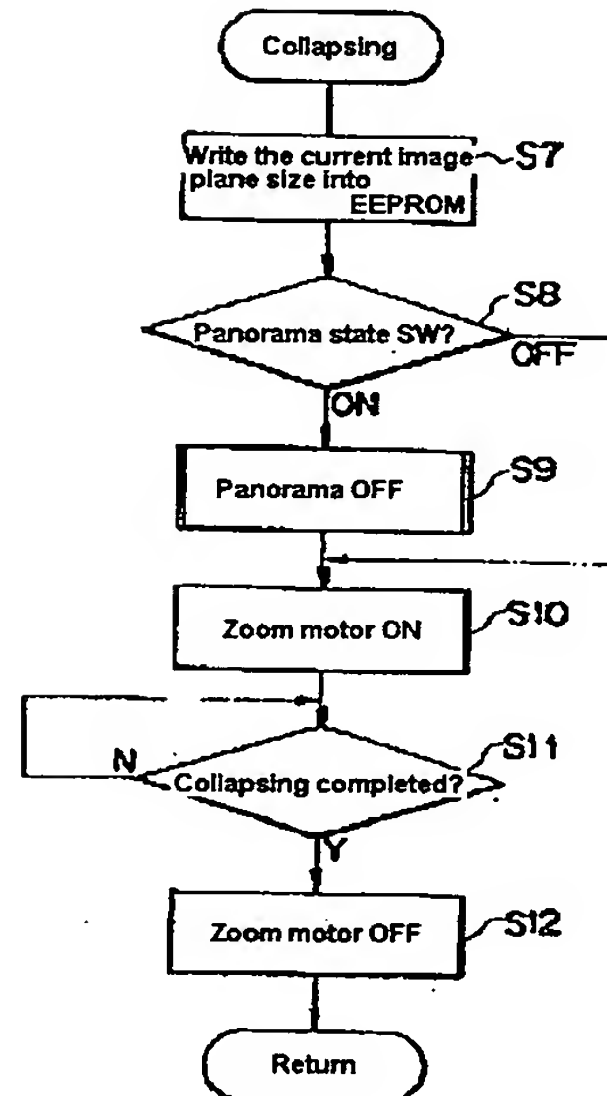 Collapsing
Write the current image
plane size into
EEPROM
S7
Panorama state SW?
S8
OFF
ON
Panorama OFF
S9
Zoom motor ON
S10
N
Collapsing completed?
S11
Y
Zoom motor OFF
S12
Return